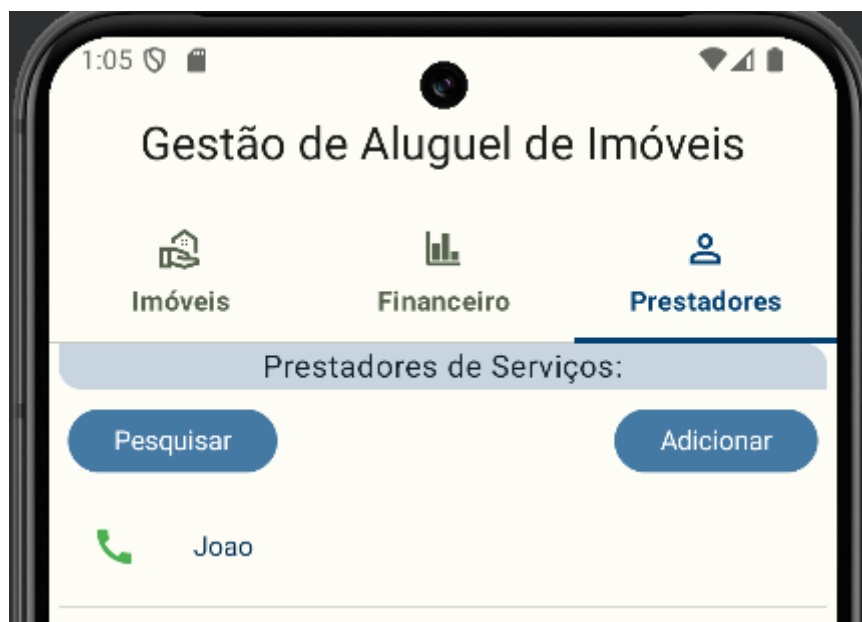 1:05
Gestão de Aluguel de Imóveis
Imóveis Financeiro Prestadores
Prestadores de Serviços:
Pesquisar Adicionar
Joao